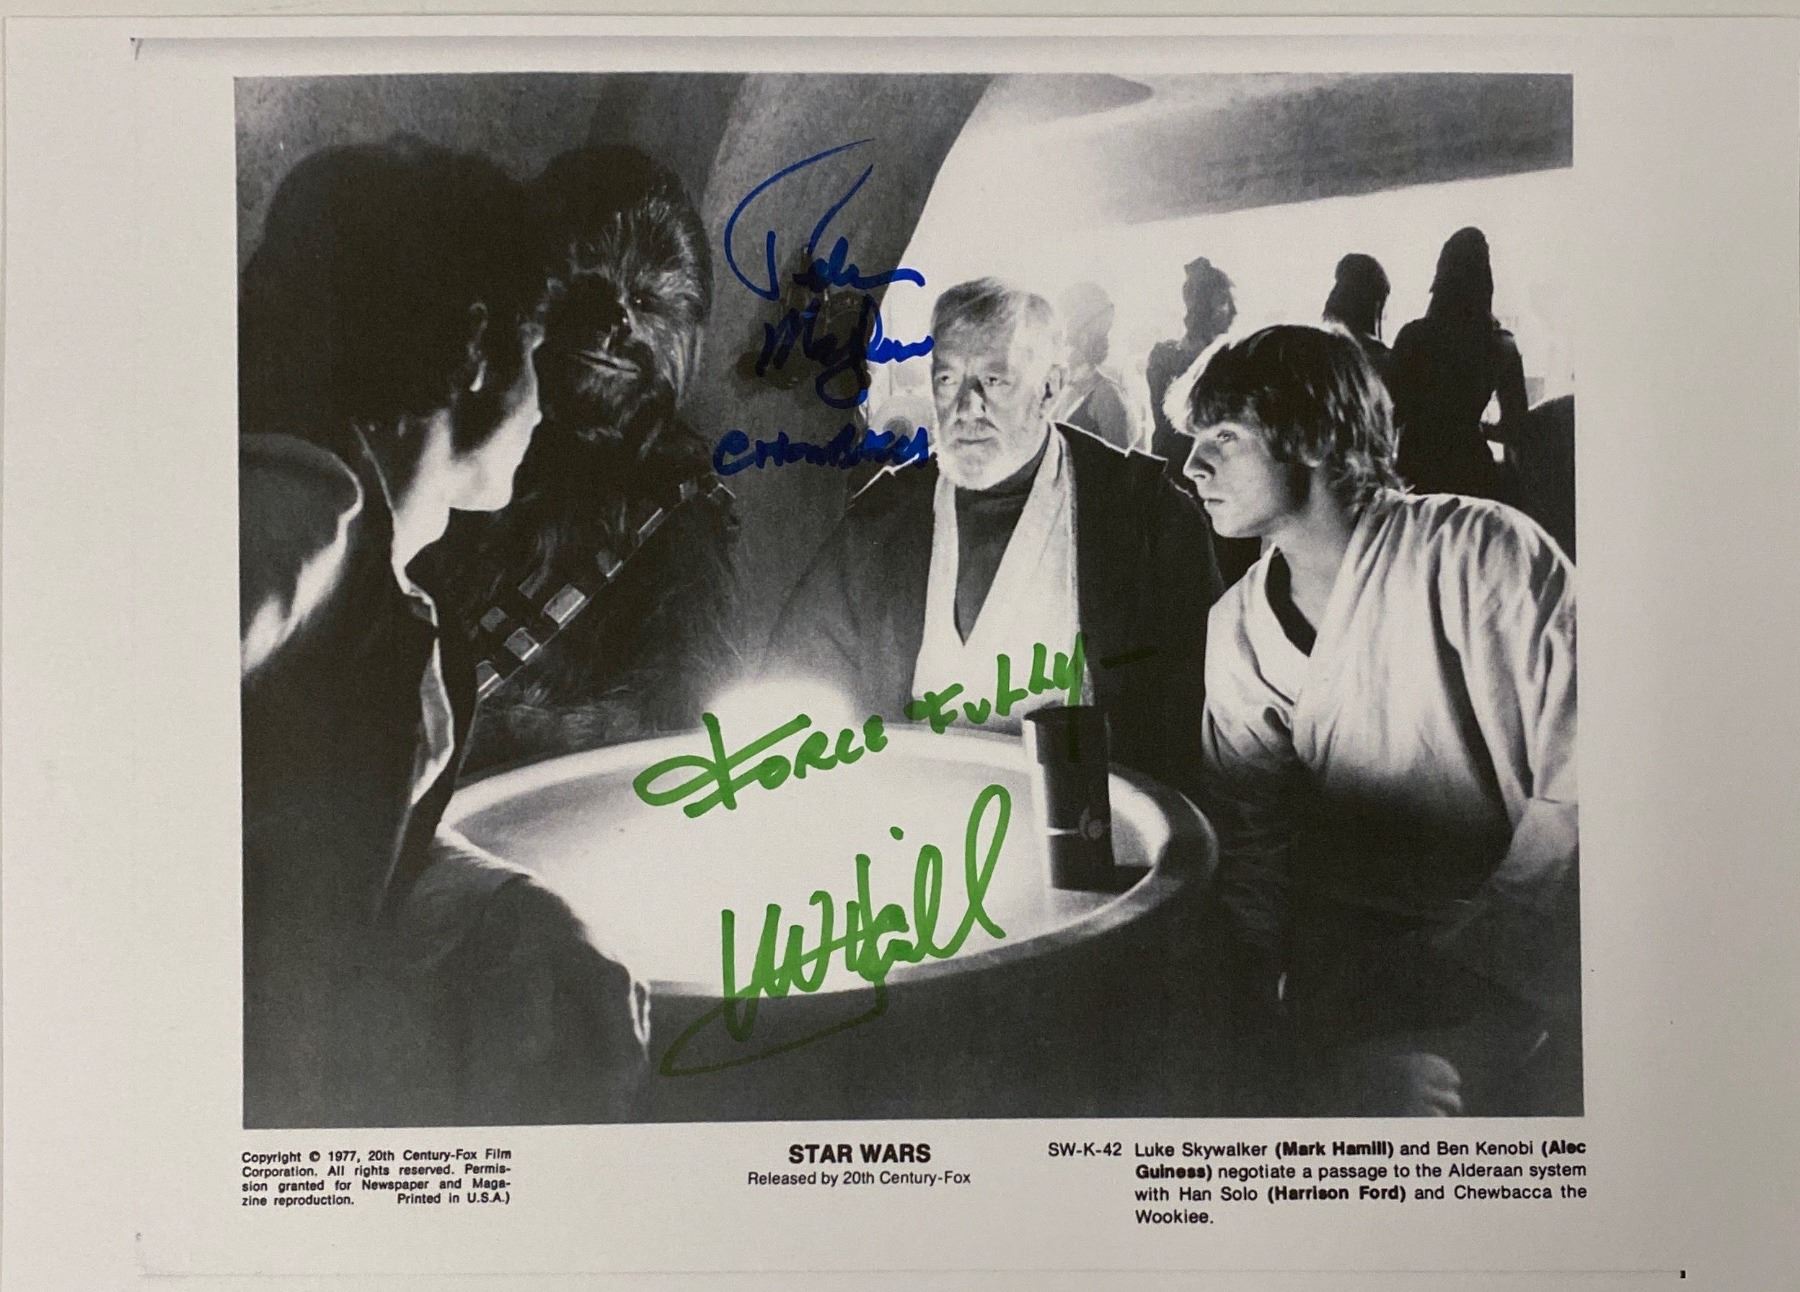 Peter
Mayhew
CHEWBACCA
FORCE FULLY —
MHamill
Copyright © 1977, 20th Century-Fox Film
Corporation. All rights reserved. Permis-
sion granted for Newspaper and Maga-
zine reproduction. Printed in U.S.A.)
STAR WARS
Released by 20th Century-Fox
SW-K-42 Luke Skywalker (Mark Hamill) and Ben Kenobi (Alec
Guiness) negotiate a passage to the Alderaan system
with Han Solo (Harrison Ford) and Chewbacca the
Wookiee.